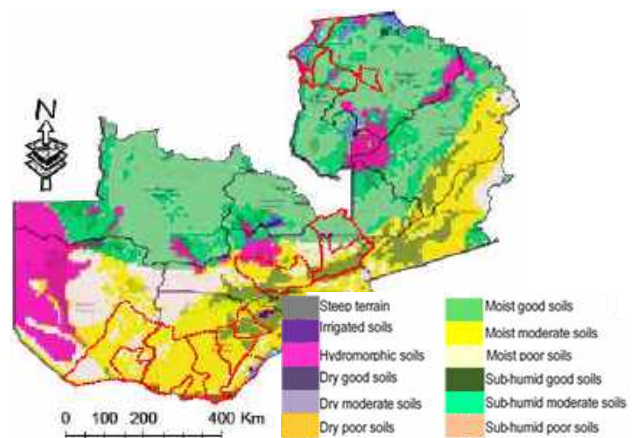 N
Steep terrain
Irrigated soils
Hydromorphic soils
Dry good soils
Dry moderate soils
Dry poor soils
Moist good soils
Moist moderate soils
Moist poor soils
Sub-humid good soils
Sub-humid moderate soils
Sub-humid poor soils
0 100 200 400 Km